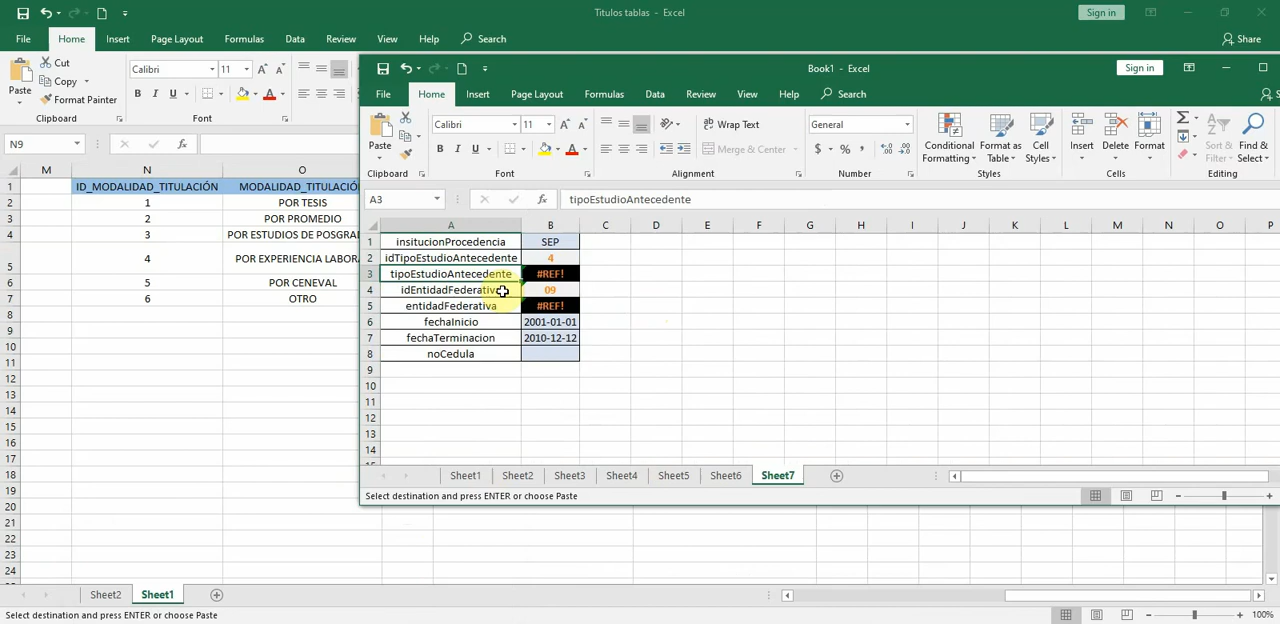 Titulos tablas - Excel
Sign in
File Home Insert Page Layout Formulas Data Review View Help Search
Share
Paste
Cut
Copy
Format Painter
Clipboard
Calibri 11
B I U
Font
N9
fx
M N O
1 ID_MODALIDAD_TITULACIÓN MODALIDAD_TITULACIÓN
2 1 POR TESIS
3 2 POR PROMEDIO
4 3 POR ESTUDIOS DE POSGRAD
5 4 POR EXPERIENCIA LABORA
6 5 POR CENEVAL
7 6 OTRO
8
9
10
11
12
13
14
15
16
17
18
19
20
21
22
23
24
Sheet2 Sheet1
Select destination and press ENTER or choose Paste
100%
Book1 - Excel
Sign in
File Home Insert Page Layout Formulas Data Review View Help Search
Paste
Clipboard
Calibri 11
B I U
Font
Wrap Text
Merge & Center
Alignment
General
$ % ,
Number
Conditional Formatting
Format as Table
Cell Styles
Styles
Insert
Delete
Format
Cells
Sort & Filter
Find & Select
Editing
A3
fx
tipoEstudioAntecedente
A B C D E F G H I J K L M N O P
1 insitucionProcedencia SEP
2 idTipoEstudioAntecedente 4
3 tipoEstudioAntecedente #REF!
4 idEntidadFederativa 09
5 entidadFederativa #REF!
6 fechaInicio 2001-01-01
7 fechaTerminacion 2010-12-12
8 noCedula
9
10
11
12
13
14
Sheet1 Sheet2 Sheet3 Sheet4 Sheet5 Sheet6 Sheet7
Select destination and press ENTER or choose Paste